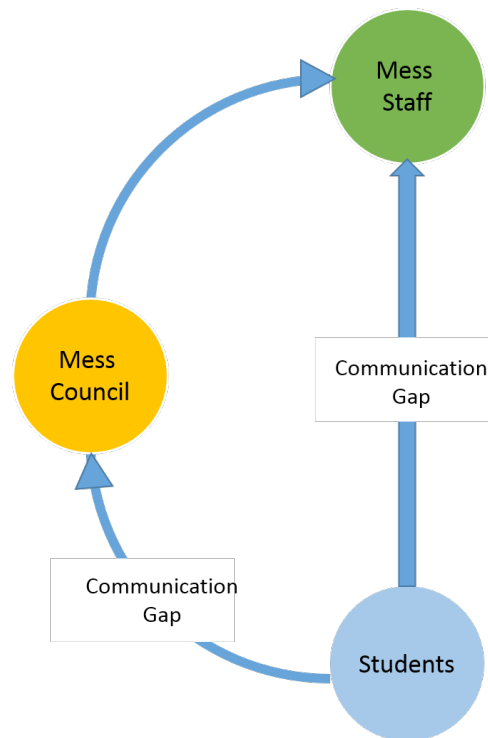 Mess
Staff
Mess
Council
Communication
Gap
Communication
Gap
Students